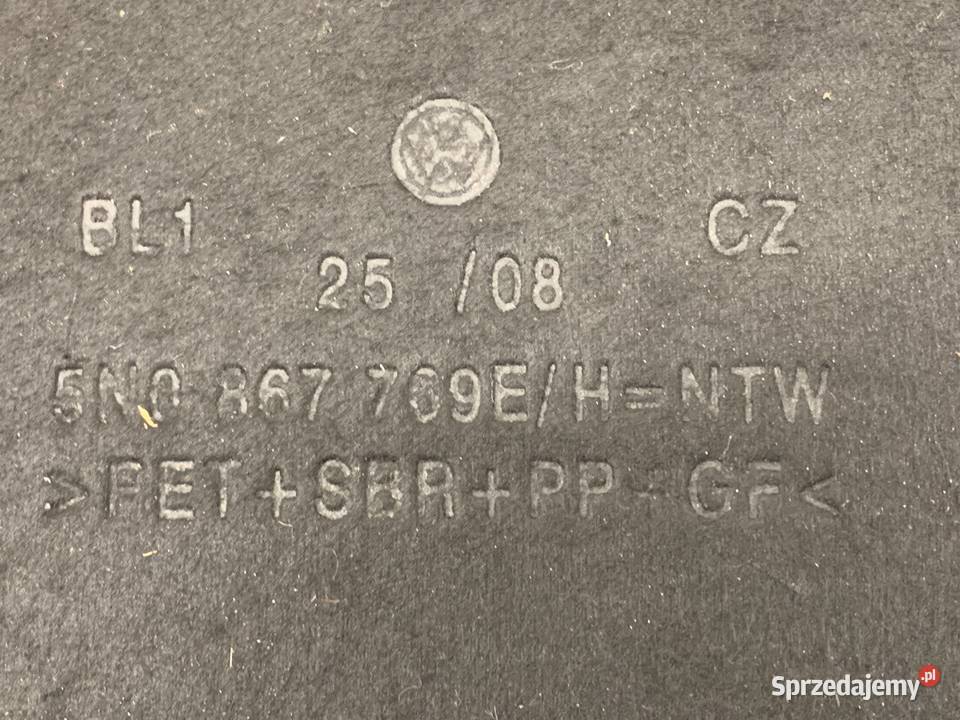 BL1
CZ
25 /08
5N0 867 769E/H=NTW
>PET+SBR+PP+GF<
Sprzedajemy.pl